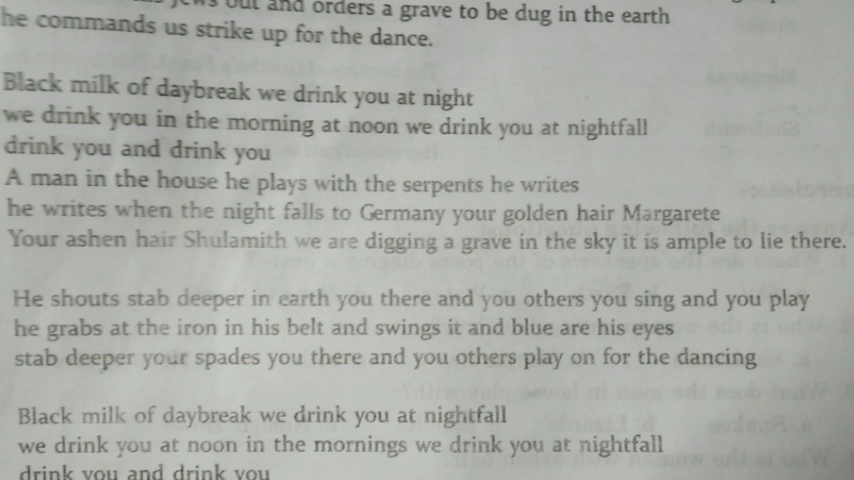 out and orders a grave to be dug in the earth
he commands us strike up for the dance.
Black milk of daybreak we drink you at night
we drink you in the morning at noon we drink you at nightfall
drink you and drink you
A man in the house he plays with the serpents he writes
he writes when the night falls to Germany your golden hair Margarete
Your ashen hair Shulamith we are digging a grave in the sky it is ample to lie there.
He shouts stab deeper in earth you there and you others you sing and you play
he grabs at the iron in his belt and swings it and blue are his eyes
stab deeper your spades you there and you others play on for the dancing
Black milk of daybreak we drink you at nightfall
we drink you at noon in the mornings we drink you at nightfall
drink you and drink you